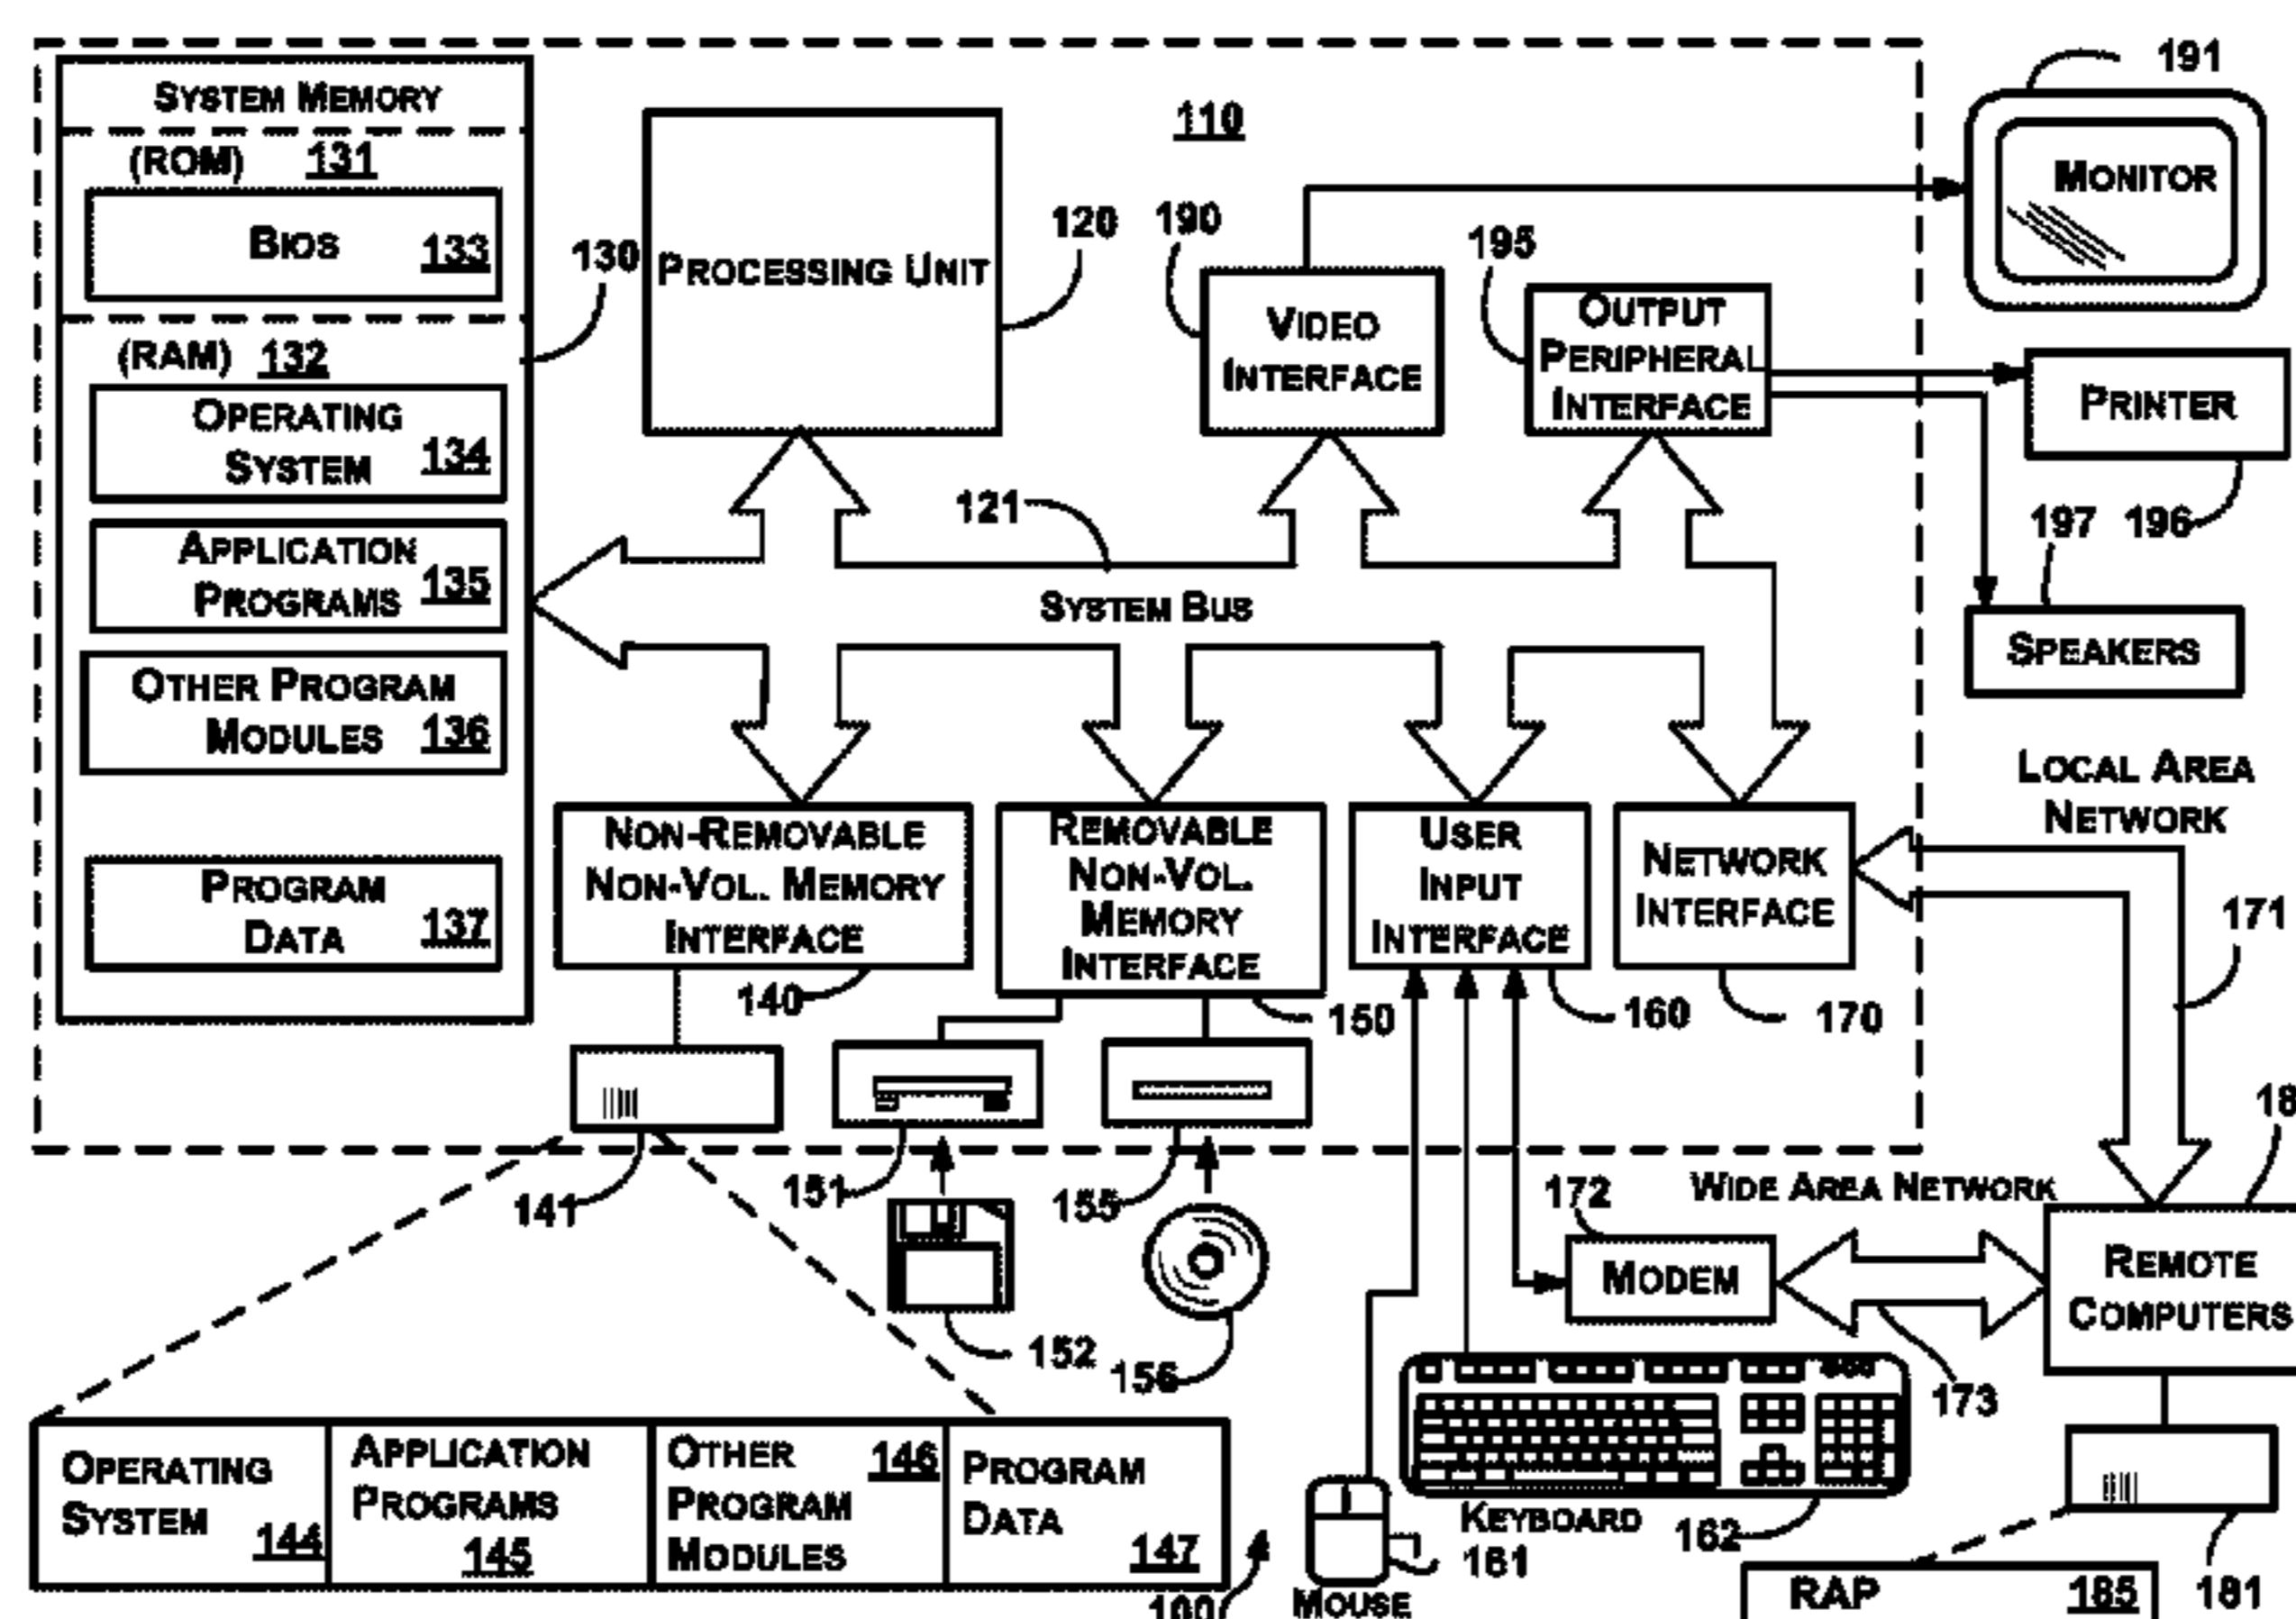 SYSTEM MEMORY
(ROM) 131
BIOS 133
130
(RAM) 132
OPERATING
SYSTEM 134
APPLICATION
PROGRAMS 135
OTHER PROGRAM
MODULES 136
PROGRAM
DATA 137
PROCESSING UNIT
120
110
190
VIDEO
INTERFACE
195
OUTPUT
PERIPHERAL
INTERFACE
191
MONITOR
PRINTER
197 196
SPEAKERS
121
SYSTEM BUS
NON-REMOVABLE
NON-VOL. MEMORY
INTERFACE
140
REMOVABLE
NON-VOL.
MEMORY
INTERFACE
150
USER
INPUT
INTERFACE
160
NETWORK
INTERFACE
170
LOCAL AREA
NETWORK
171
141
151
155
152
156
172
WIDE AREA NETWORK
MODEM
173
REMOTE
COMPUTERS
OPERATING
SYSTEM 144
APPLICATION
PROGRAMS
145
OTHER 146
PROGRAM
MODULES
PROGRAM
DATA
147
100
MOUSE
KEYBOARD
161
162
RAP 185
181